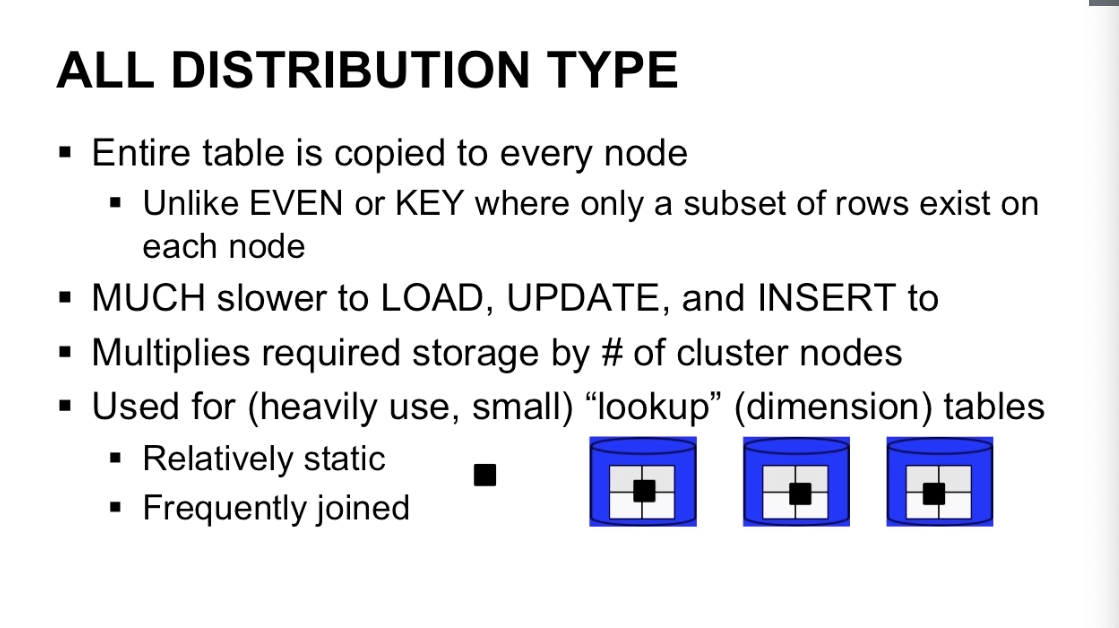 ALL DISTRIBUTION TYPE
▪ Entire table is copied to every node
▪ Unlike EVEN or KEY where only a subset of rows exist on
each node
▪ MUCH slower to LOAD, UPDATE, and INSERT to
▪ Multiplies required storage by # of cluster nodes
▪ Used for (heavily use, small) “lookup” (dimension) tables
▪ Relatively static
▪ Frequently joined